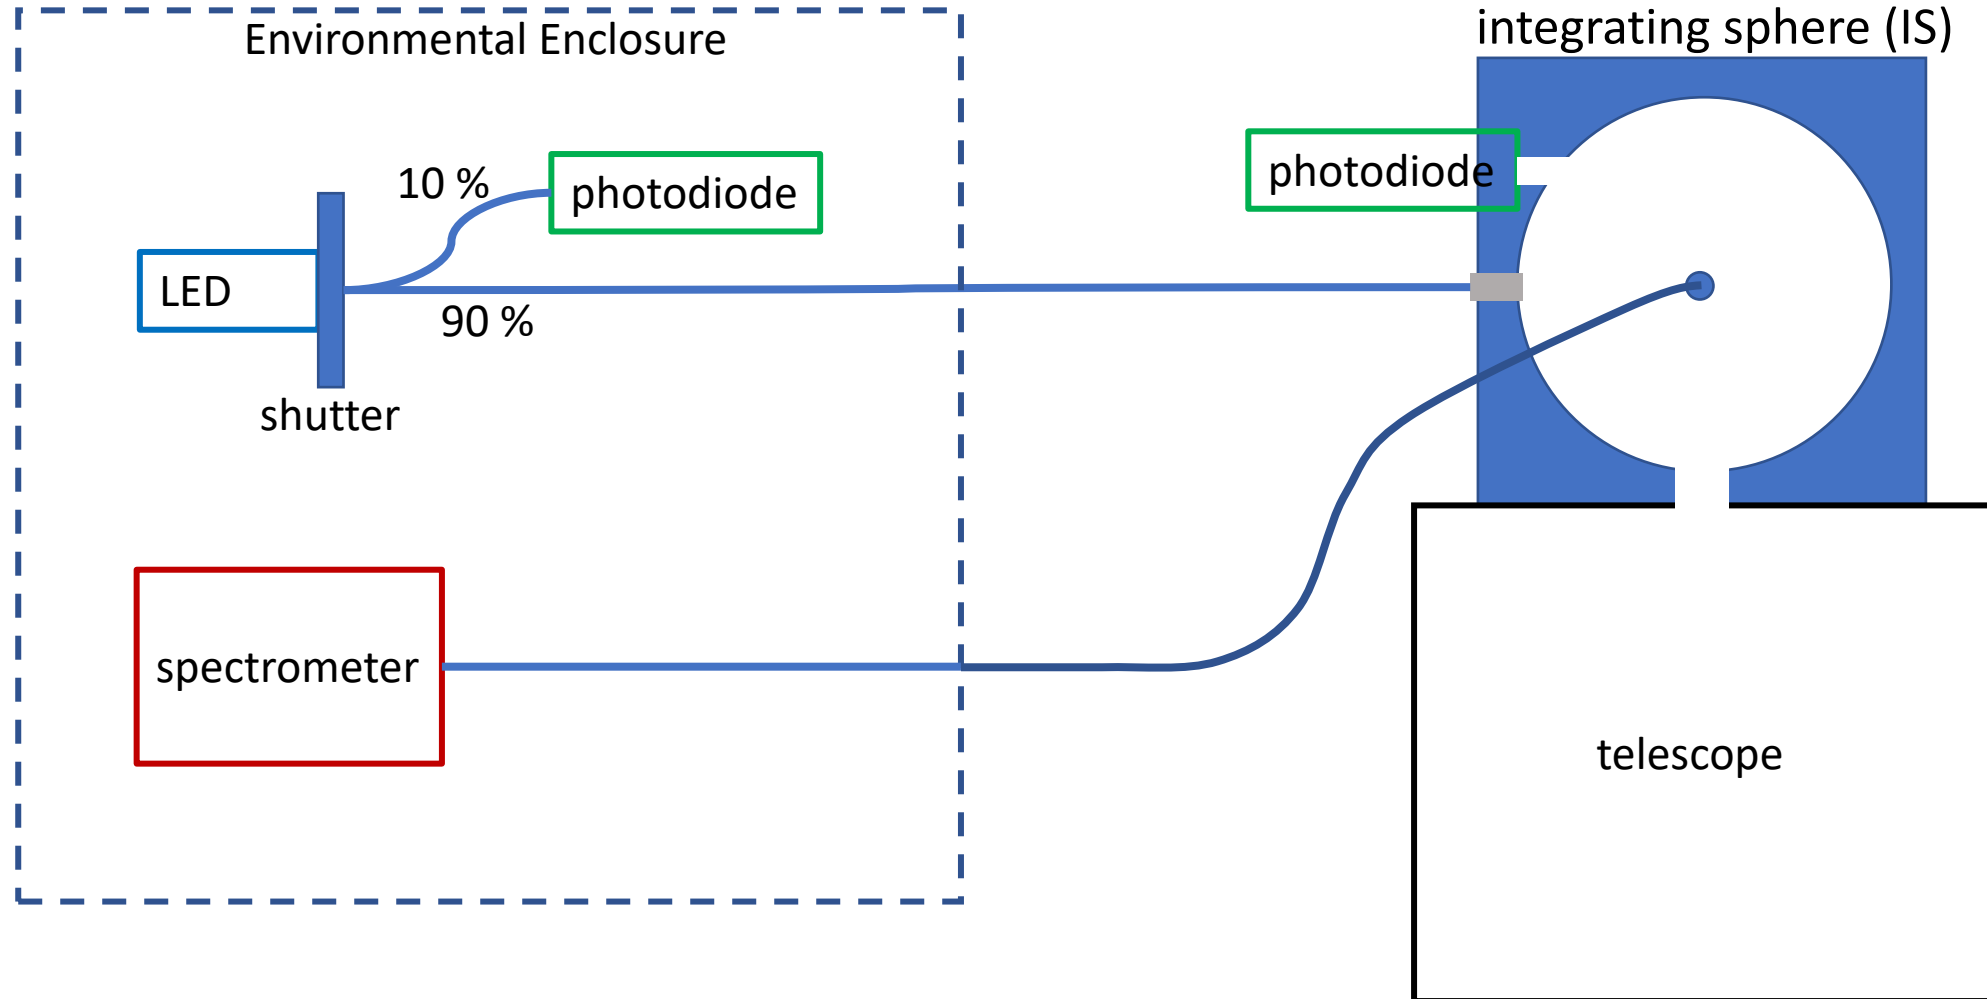 Environmental Enclosure
integrating sphere (IS)
10 %
photodiode
photodiode
LED
90 %
shutter
spectrometer
telescope